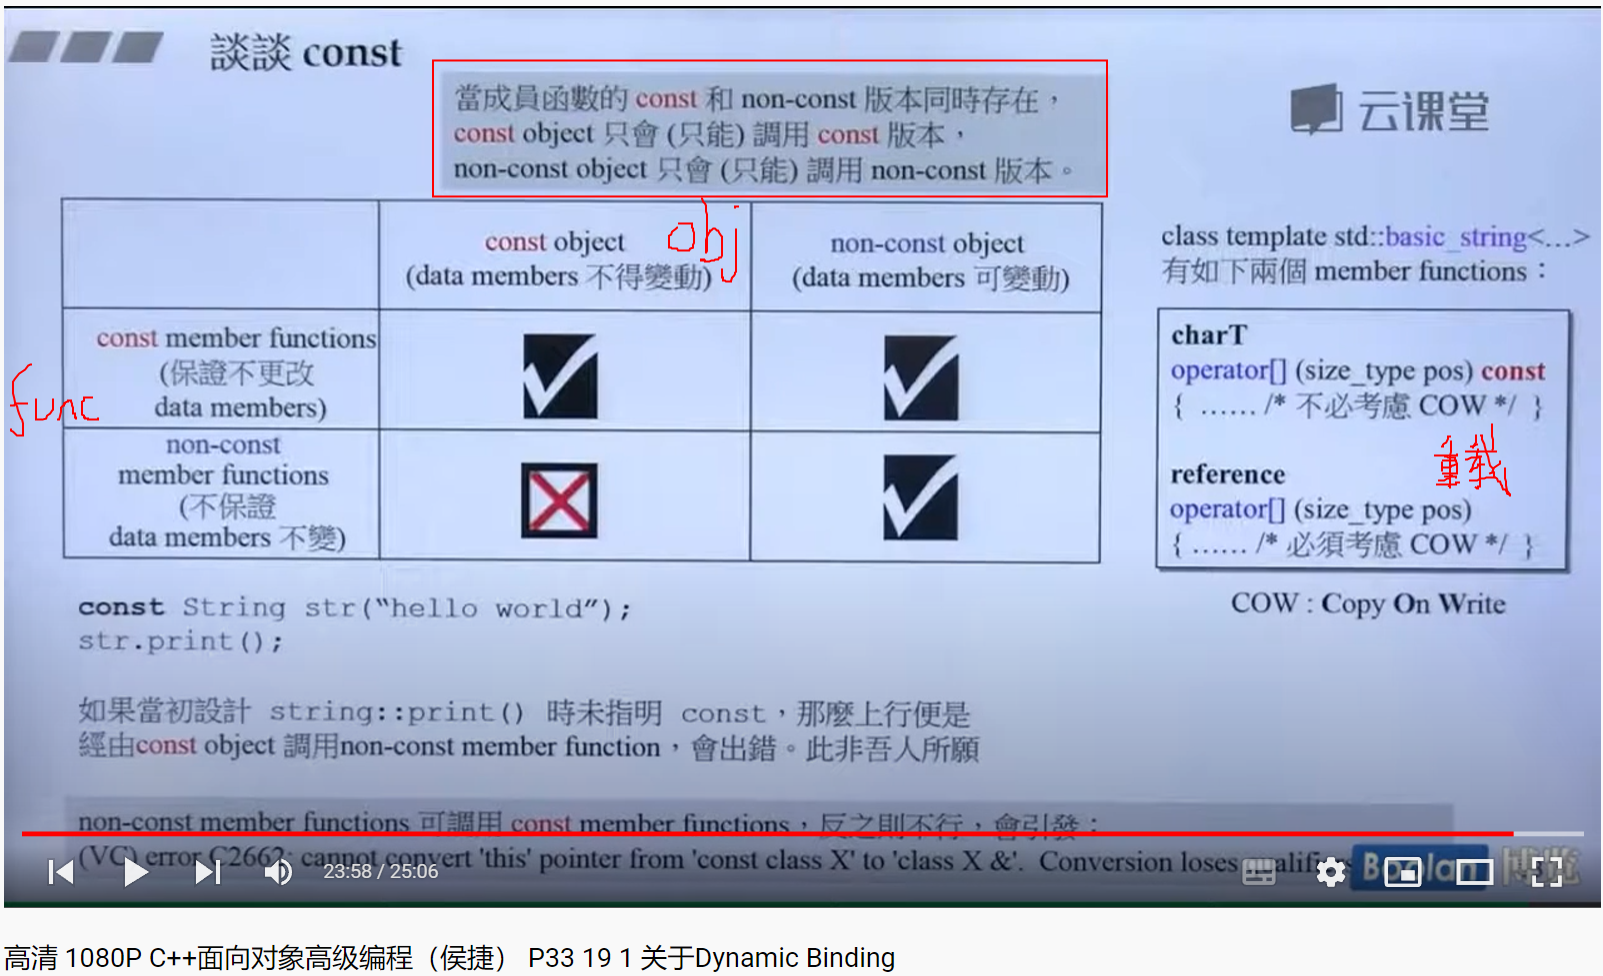 談談 const
當成員函數的 const 和 non-const 版本同時存在，
const object 只會 (只能) 調用 const 版本，
non-const object 只會 (只能) 調用 non-const 版本。
云课堂
const object
(data members 不得變動)
obj
non-const object
(data members 可變動)
const member functions
(保證不更改
data members)
func
non-const
member functions
(不保證
data members 不變)
class template std::basic_string<...>
有如下兩個 member functions：
charT
operator[] (size_type pos) const
{ ...... /* 不必考慮 COW */ }
重載
reference
operator[] (size_type pos)
{ ...... /* 必須考慮 COW */ }
COW : Copy On Write
const String str("hello world");
str.print();
如果當初設計 string::print() 時未指明 const，那麼上行便是
經由const object 調用non-const member function，會出錯。此非吾人所願
non-const member functions 可調用 const member functions，反之則不行，會引發：
(VC) error C2662: cannot convert 'this' pointer from 'const class X' to 'class X &'. Conversion loses
Boolan 博览
23:58 / 25:06
高清 1080P C++面向对象高级编程（侯捷） P33 19 1 关于Dynamic Binding